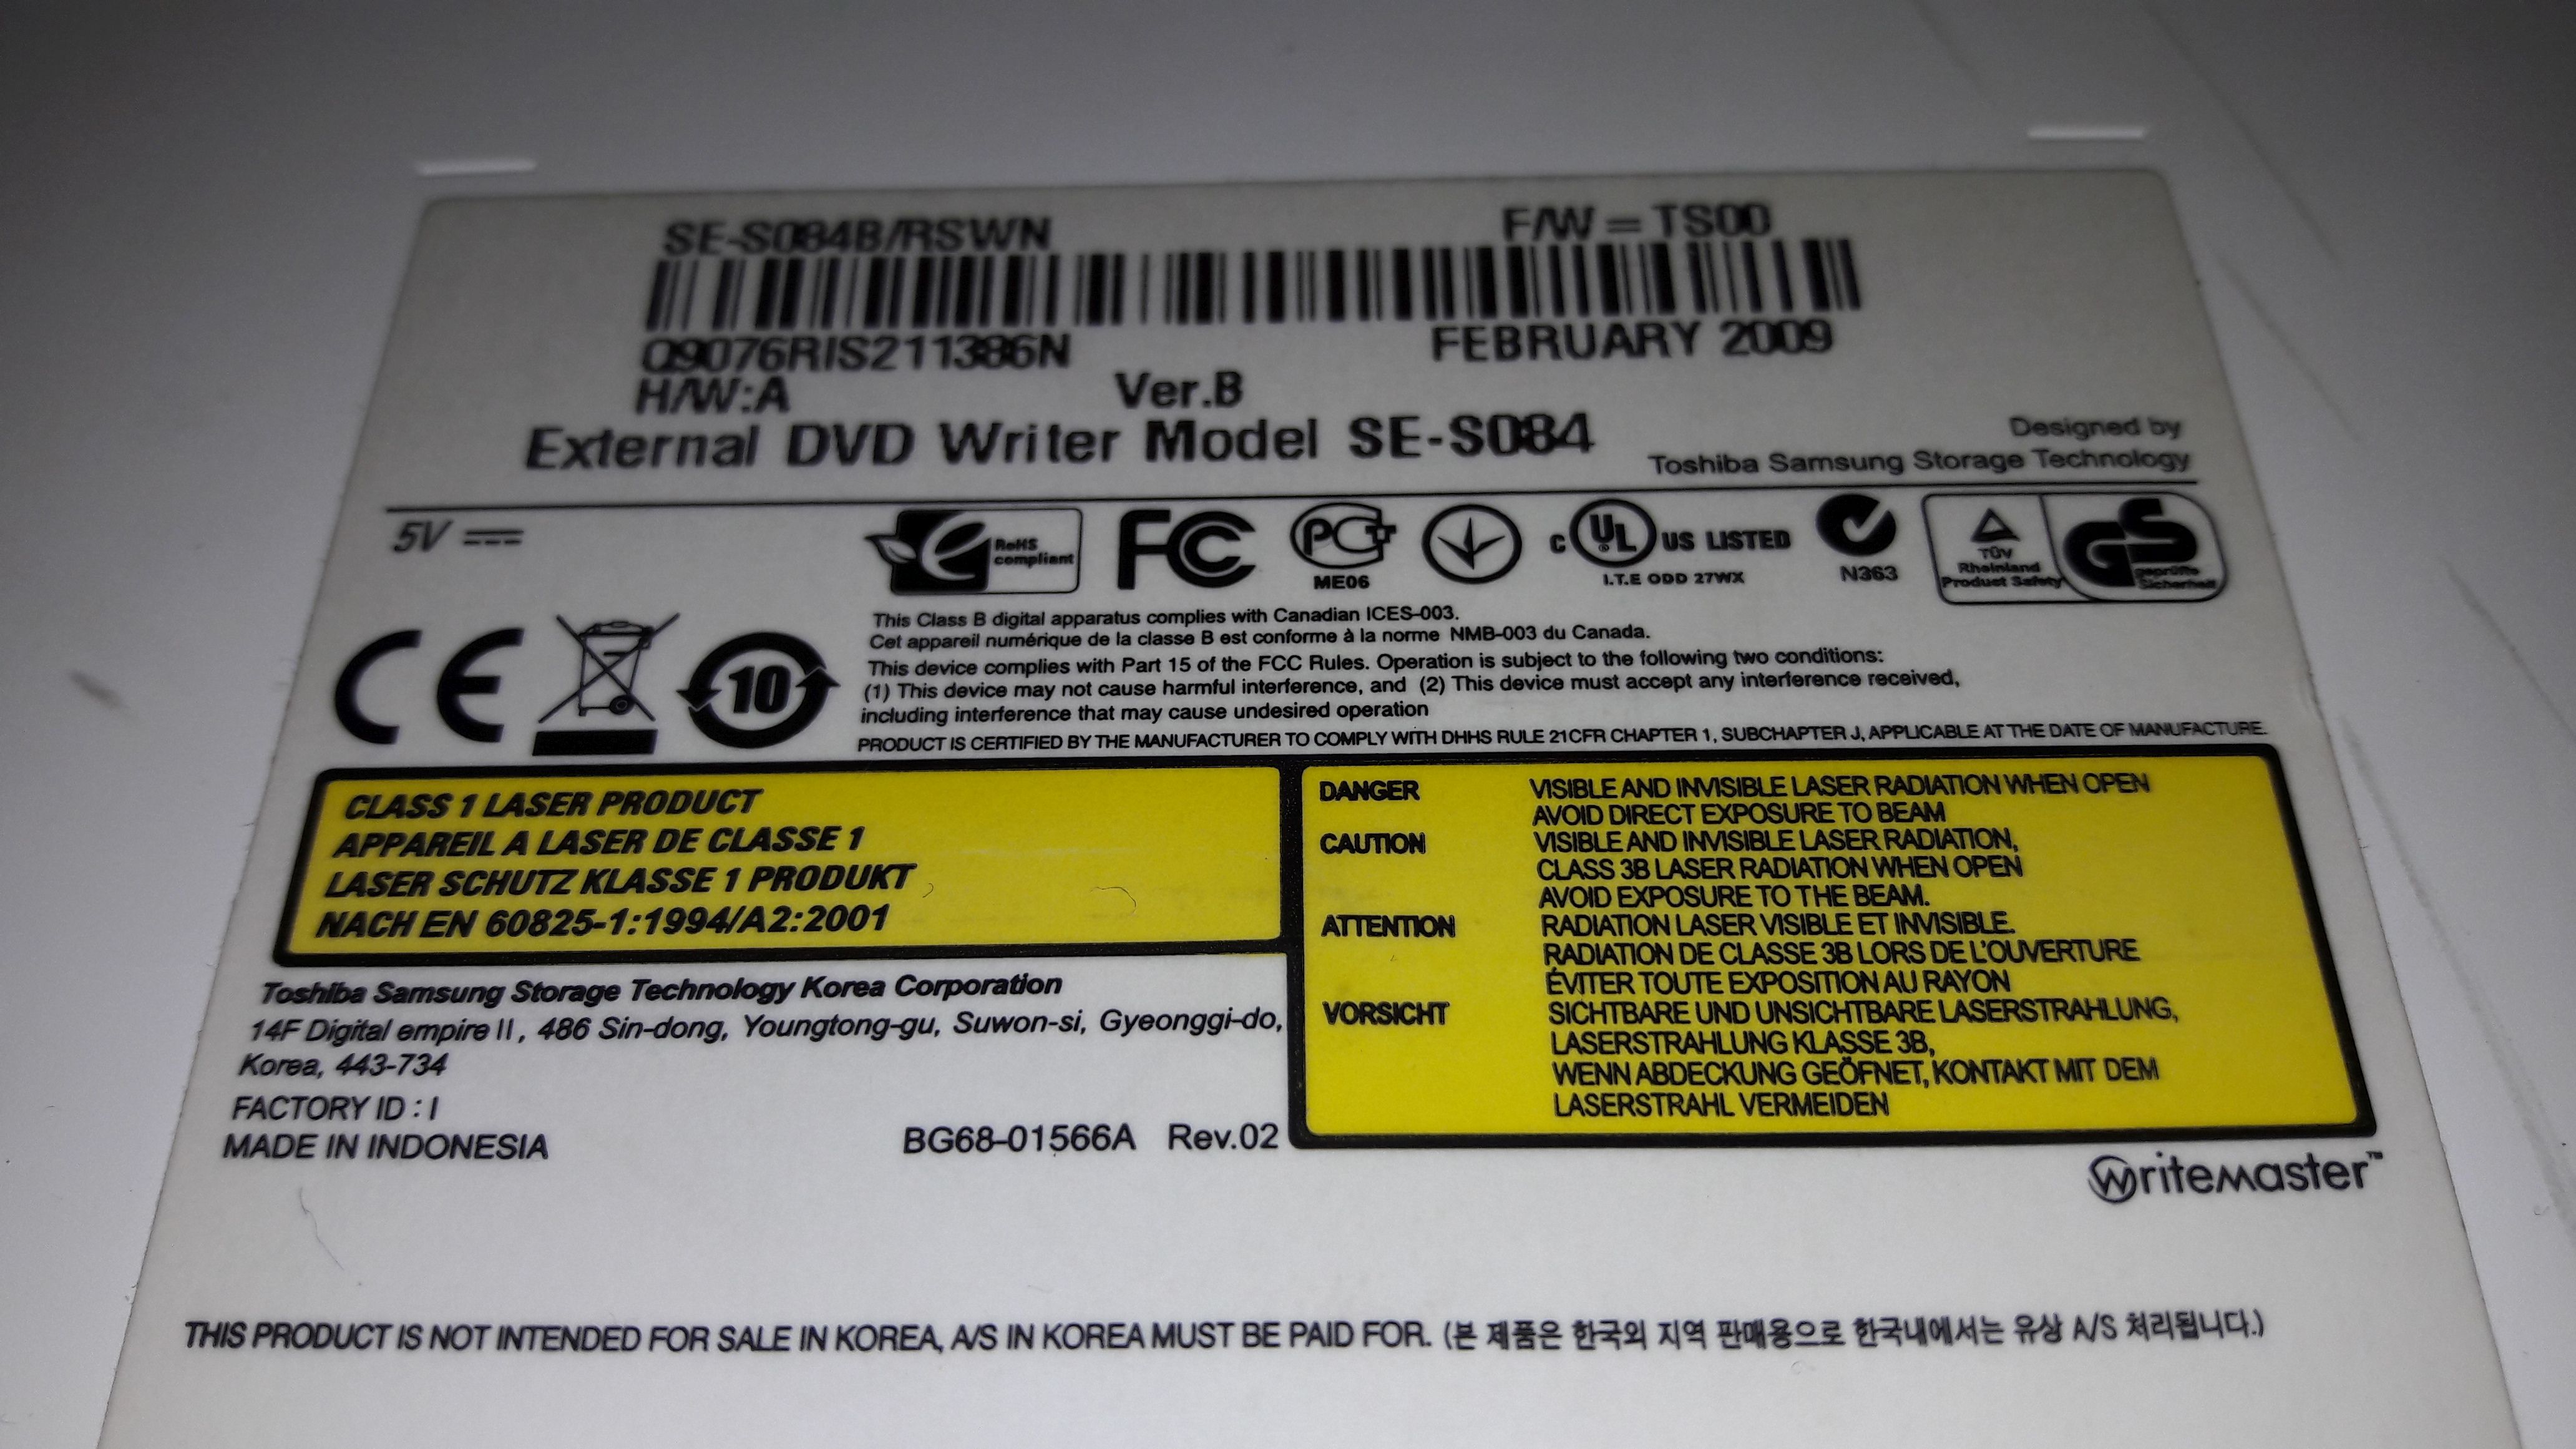 SE-S084B/RSWN F/W = TS00
Q9076RIS211386N FEBRUARY 2009
H/W:A Ver.B
External DVD Writer Model SE-S084
Designed by
Toshiba Samsung Storage Technology
5V
RoHS
compliant
FC
PCT
ME06
c UL US LISTED
I.T.E ODD 27WX
N363
TÜV
Rheinland
Product Safety
GS
geprüfte
Sicherheit
CE
10
This Class B digital apparatus complies with Canadian ICES-003.
Cet appareil numérique de la classe B est conforme à la norme NMB-003 du Canada.
This device complies with Part 15 of the FCC Rules. Operation is subject to the following two conditions:
(1) This device may not cause harmful interference, and (2) This device must accept any interference received,
including interference that may cause undesired operation
PRODUCT IS CERTIFIED BY THE MANUFACTURER TO COMPLY WITH DHHS RULE 21CFR CHAPTER 1, SUBCHAPTER J, APPLICABLE AT THE DATE OF MANUFACTURE.
CLASS 1 LASER PRODUCT
APPAREIL A LASER DE CLASSE 1
LASER SCHUTZ KLASSE 1 PRODUKT
NACH EN 60825-1:1994/A2:2001
DANGER VISIBLE AND INVISIBLE LASER RADIATION WHEN OPEN
AVOID DIRECT EXPOSURE TO BEAM
CAUTION VISIBLE AND INVISIBLE LASER RADIATION,
CLASS 3B LASER RADIATION WHEN OPEN
AVOID EXPOSURE TO THE BEAM.
ATTENTION RADIATION LASER VISIBLE ET INVISIBLE.
RADIATION DE CLASSE 3B LORS DE L'OUVERTURE
ÉVITER TOUTE EXPOSITION AU RAYON
VORSICHT SICHTBARE UND UNSICHTBARE LASERSTRAHLUNG,
LASERSTRAHLUNG KLASSE 3B,
WENN ABDECKUNG GEÖFNET, KONTAKT MIT DEM
LASERSTRAHL VERMEIDEN
Toshiba Samsung Storage Technology Korea Corporation
14F Digital empire II, 486 Sin-dong, Youngtong-gu, Suwon-si, Gyeonggi-do,
Korea, 443-734
FACTORY ID : I
MADE IN INDONESIA
BG68-01566A Rev.02
writemaster™
THIS PRODUCT IS NOT INTENDED FOR SALE IN KOREA, A/S IN KOREA MUST BE PAID FOR. (본 제품은 한국외 지역 판매용으로 한국내에서는 유상 A/S 처리됩니다.)